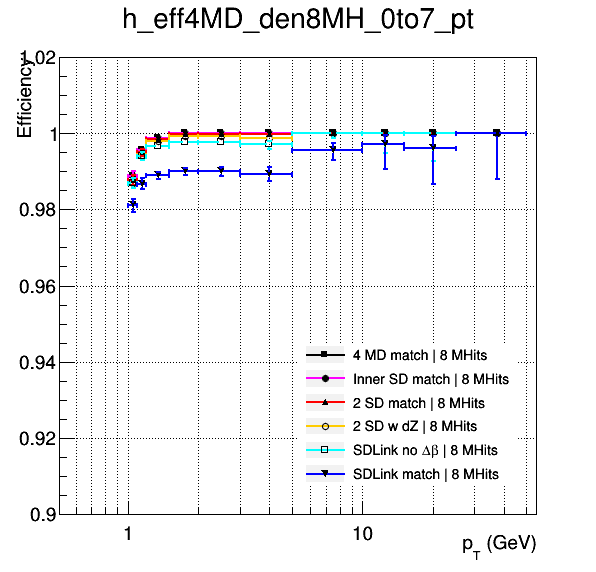 h_eff4MD_den8MH_0to7_pt
Efficiency
1.02
1
0.98
0.96
0.94
0.92
0.9
4 MD match | 8 MHits
Inner SD match | 8 MHits
2 SD match | 8 MHits
2 SD w dZ | 8 MHits
SDLink no Δβ | 8 MHits
SDLink match | 8 MHits
1
10
p_T (GeV)